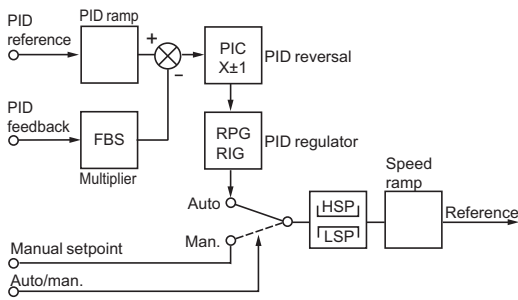 PID
reference
PID ramp
+
−
PIC
X±1
PID reversal
PID
feedback
FBS
Multiplier
RPG
RIG
PID regulator
Auto
Man.
HSP
LSP
Speed
ramp
Reference
Manual setpoint
Auto/man.